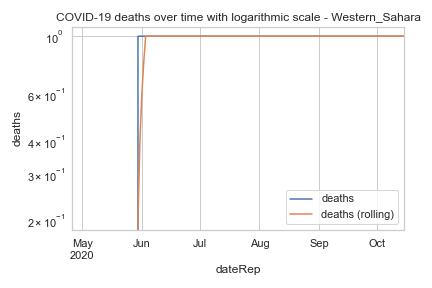 COVID-19 deaths over time with logarithmic scale - Western_Sahara
10⁰
6 × 10⁻¹
4 × 10⁻¹
3 × 10⁻¹
2 × 10⁻¹
deaths
deaths
deaths (rolling)
May Jun Jul Aug Sep Oct
2020
dateRep